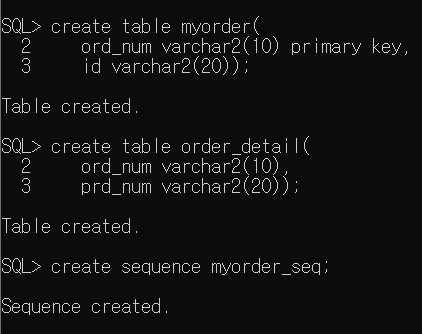 SQL> create table myorder(
  2     ord_num varchar2(10) primary key,
  3     id varchar2(20));
Table created.
SQL> create table order_detail(
  2     ord_num varchar2(10),
  3     prd_num varchar2(20));
Table created.
SQL> create sequence myorder_seq;
Sequence created.